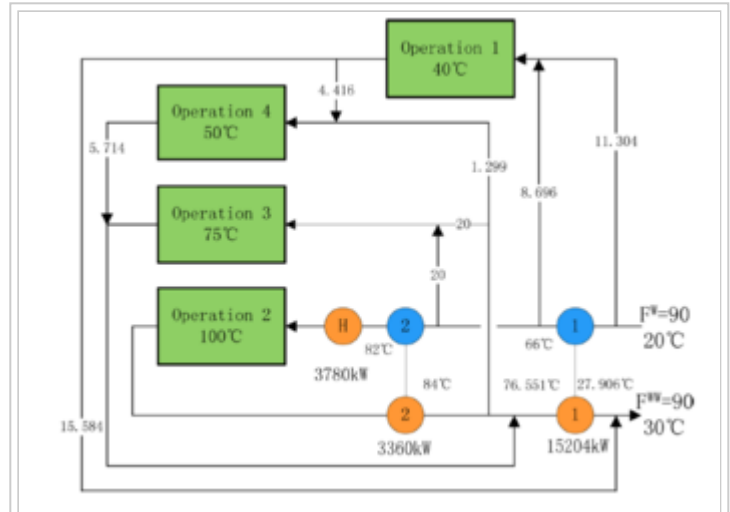 Operation 1
40℃
4.416
Operation 4
50℃
5.714
11.304
1.299
8.696
Operation 3
75℃
20
20
Operation 2
100℃
H
2
1
Fᵂ=90
20℃
82℃
66℃
3780kW
84℃
76.551℃
27.906℃
2
1
Fᵂᵂ=90
30℃
15.584
3360kW
15204kW